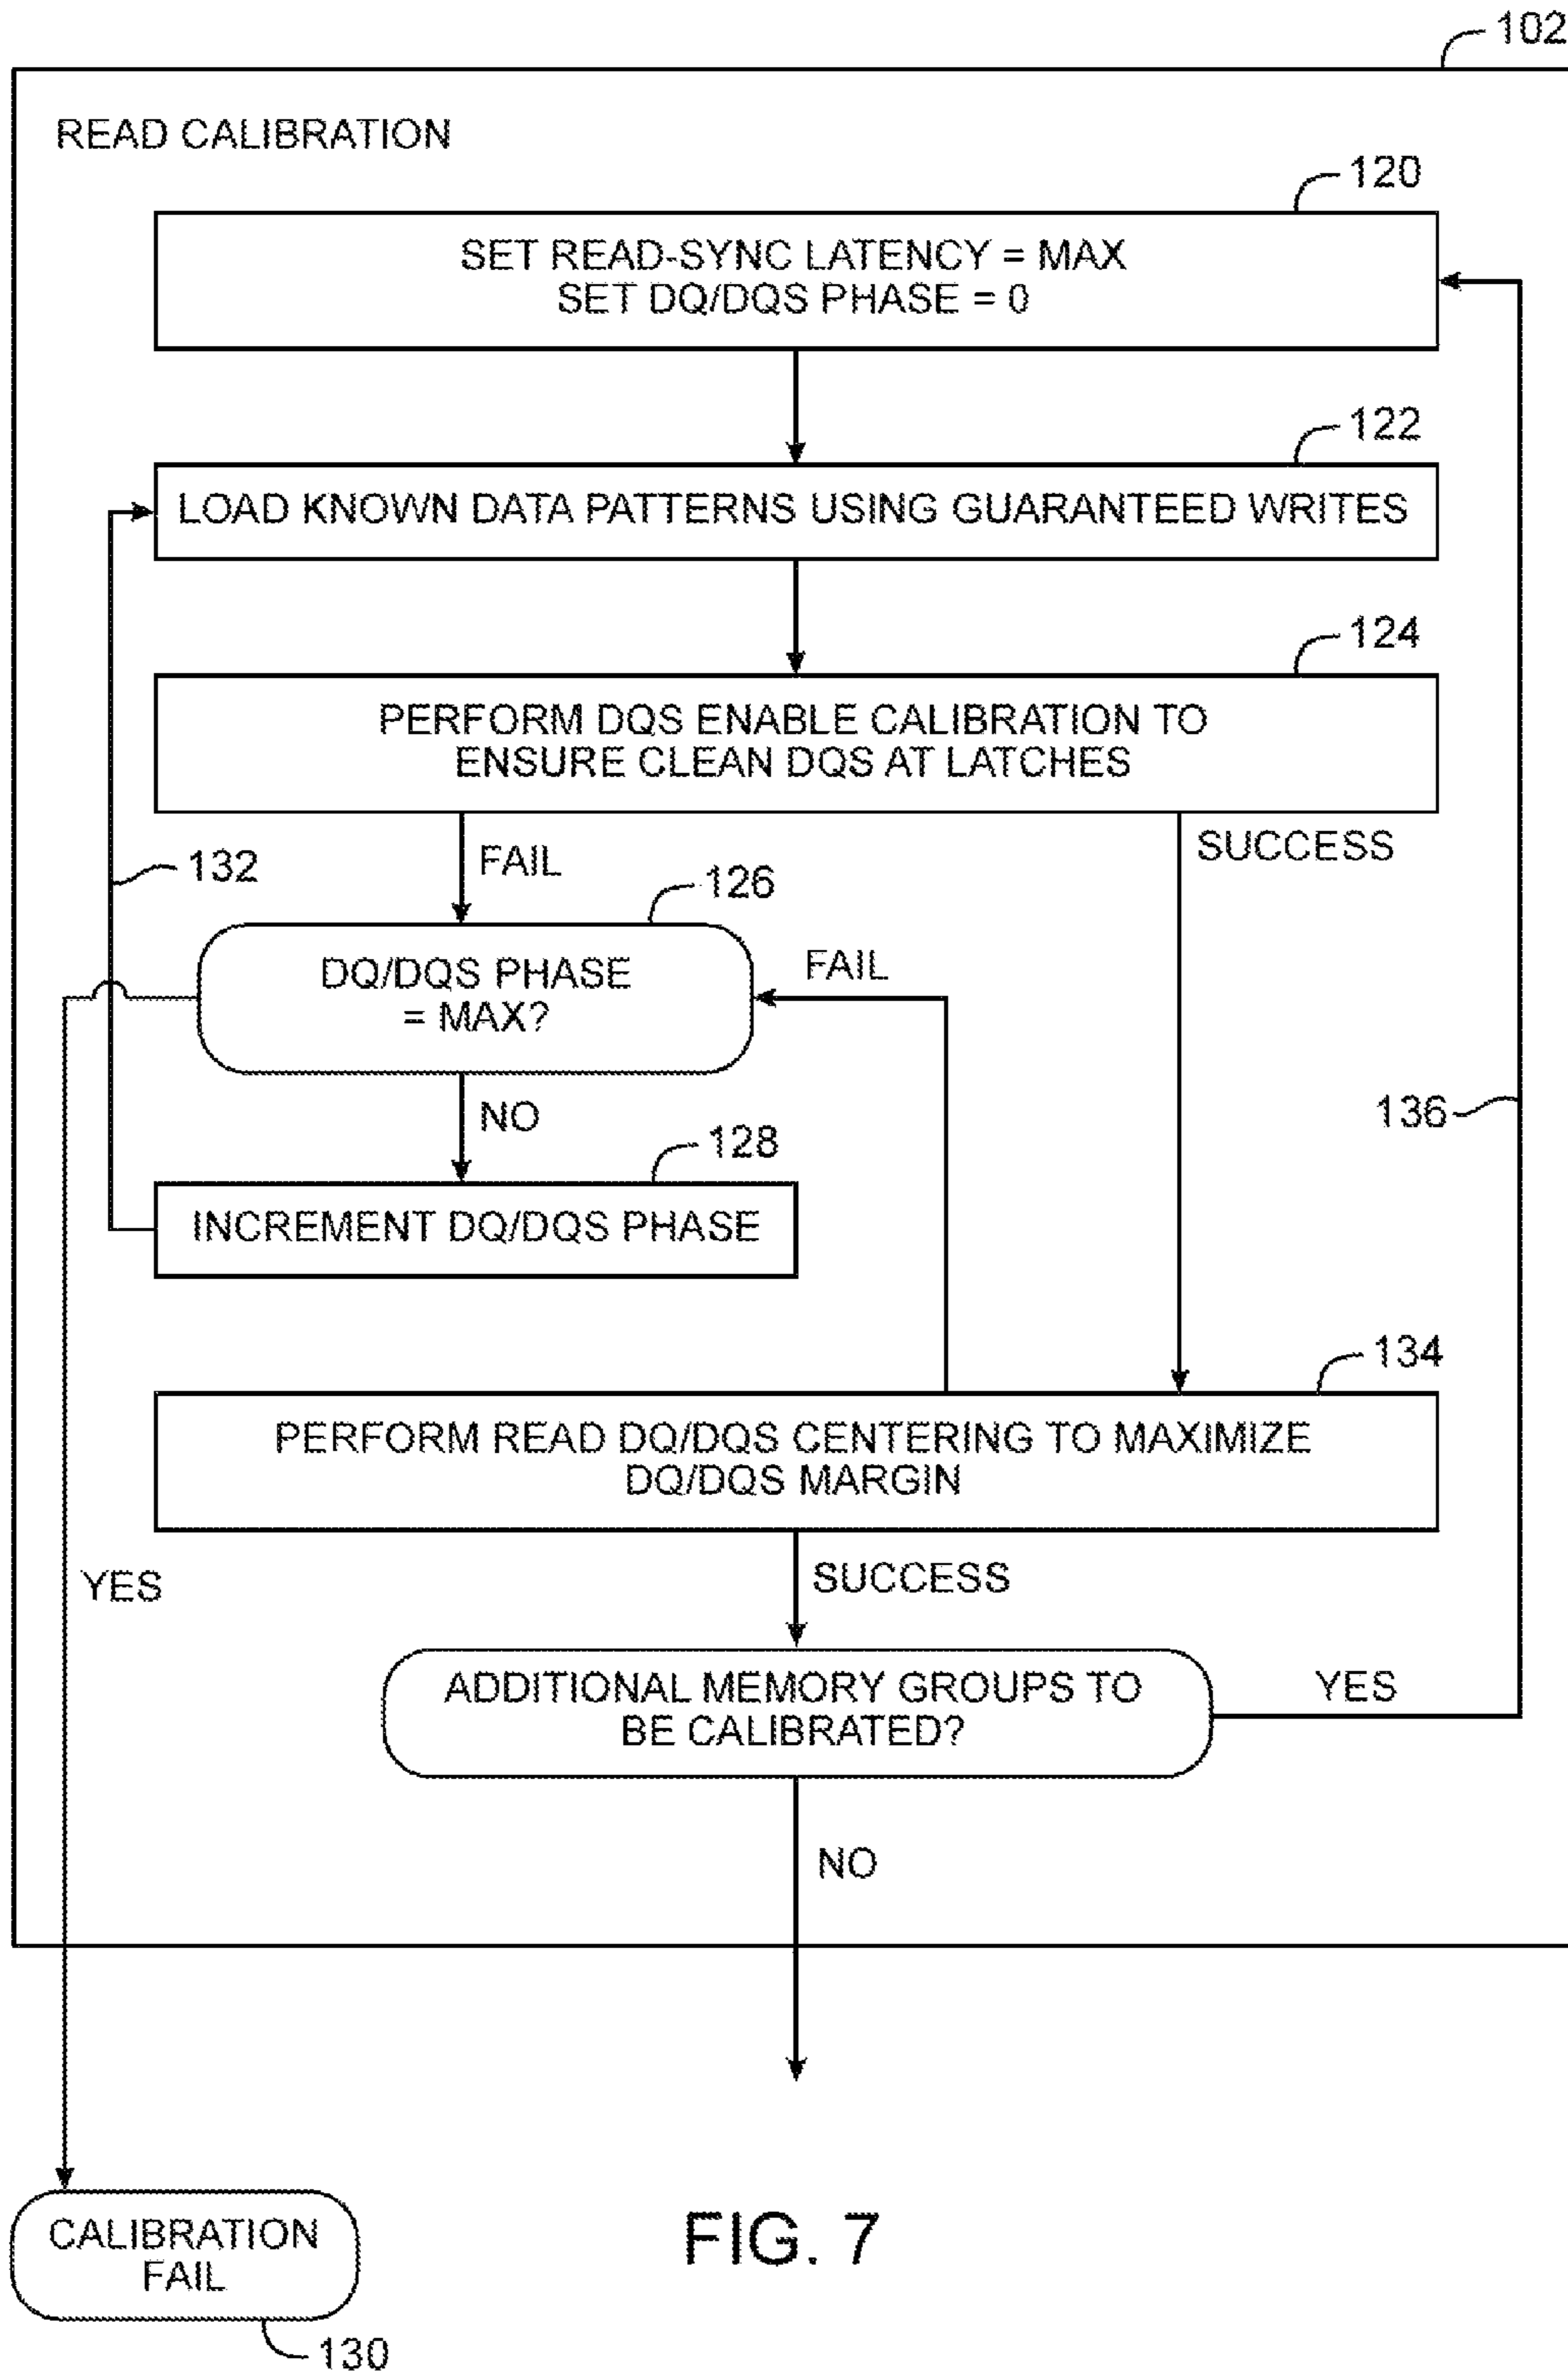 102
READ CALIBRATION
120
SET READ-SYNC LATENCY = MAX
SET DQ/DQS PHASE = 0
122
LOAD KNOWN DATA PATTERNS USING GUARANTEED WRITES
124
PERFORM DQS ENABLE CALIBRATION TO
ENSURE CLEAN DQS AT LATCHES
SUCCESS
FAIL
132
126
DQ/DQS PHASE
= MAX?
FAIL
NO
136
128
INCREMENT DQ/DQS PHASE
134
PERFORM READ DQ/DQS CENTERING TO MAXIMIZE
DQ/DQS MARGIN
YES
SUCCESS
ADDITIONAL MEMORY GROUPS TO
BE CALIBRATED?
YES
NO
CALIBRATION
FAIL
130
FIG. 7